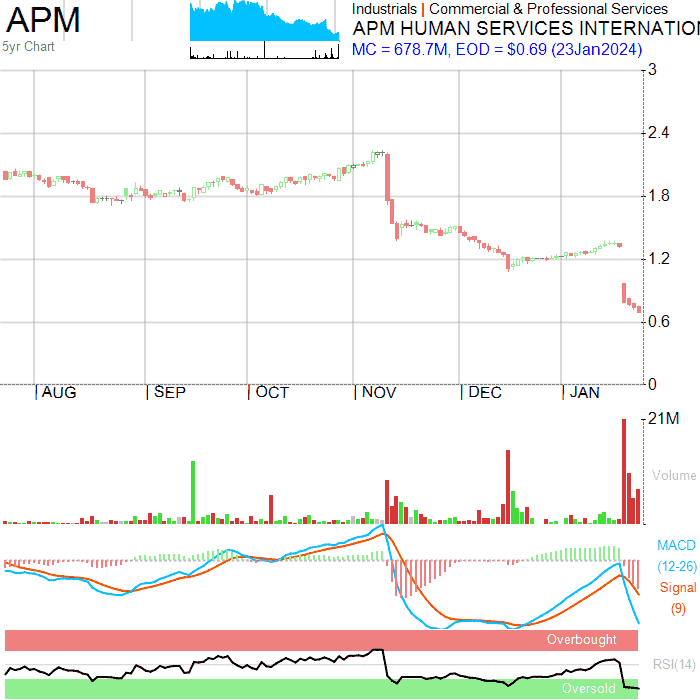 APM
5yr Chart
Industrials | Commercial & Professional Services
APM HUMAN SERVICES INTERNATIO
MC = 678.7M, EOD = $0.69 (23Jan2024)
3
2.4
1.8
1.2
0.6
0
AUG
SEP
OCT
NOV
DEC
JAN
21M
Volume
MACD
(12-26)
Signal
(9)
Overbought
RSI(14)
Oversold